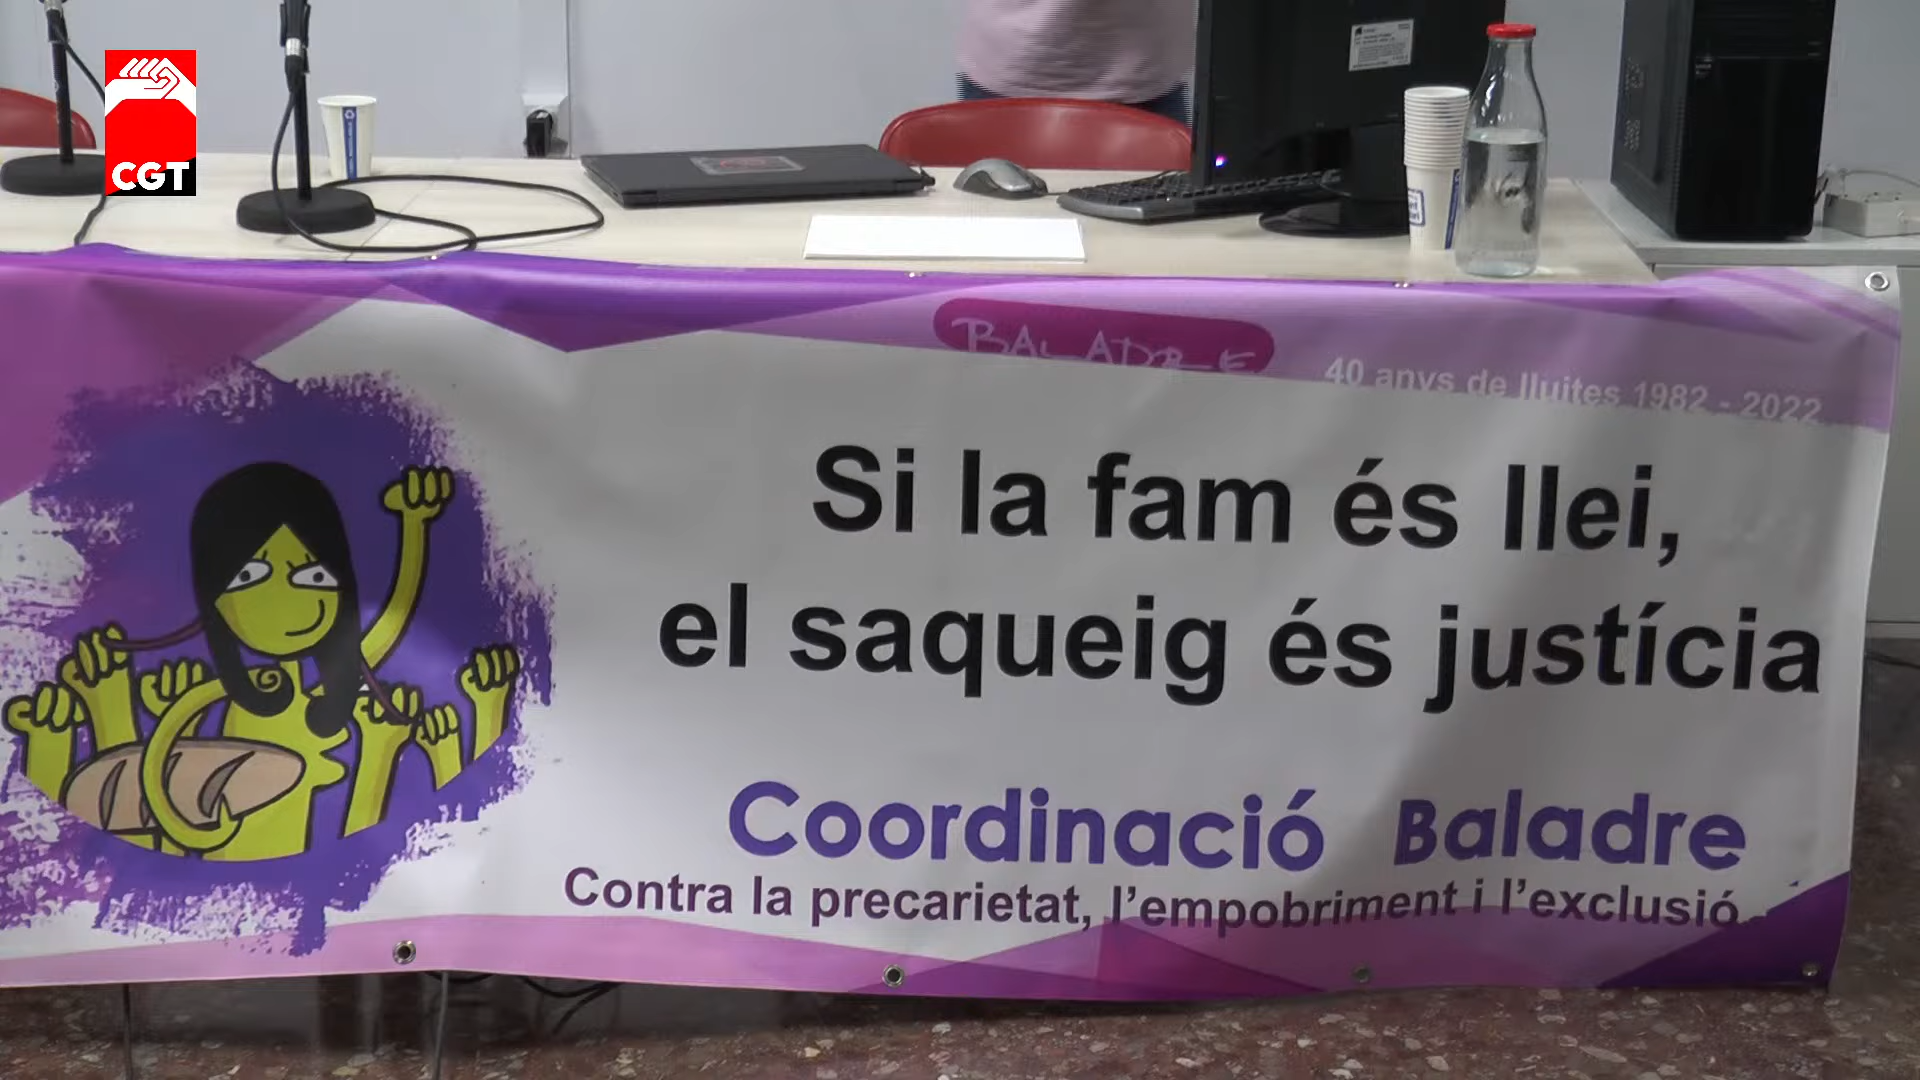 CGT
BALADRE
40 anys de lluites 1982 - 2022
Si la fam és llei,
el saqueig és justícia
Coordinació Baladre
Contra la precarietat, l'empobriment i l'exclusió